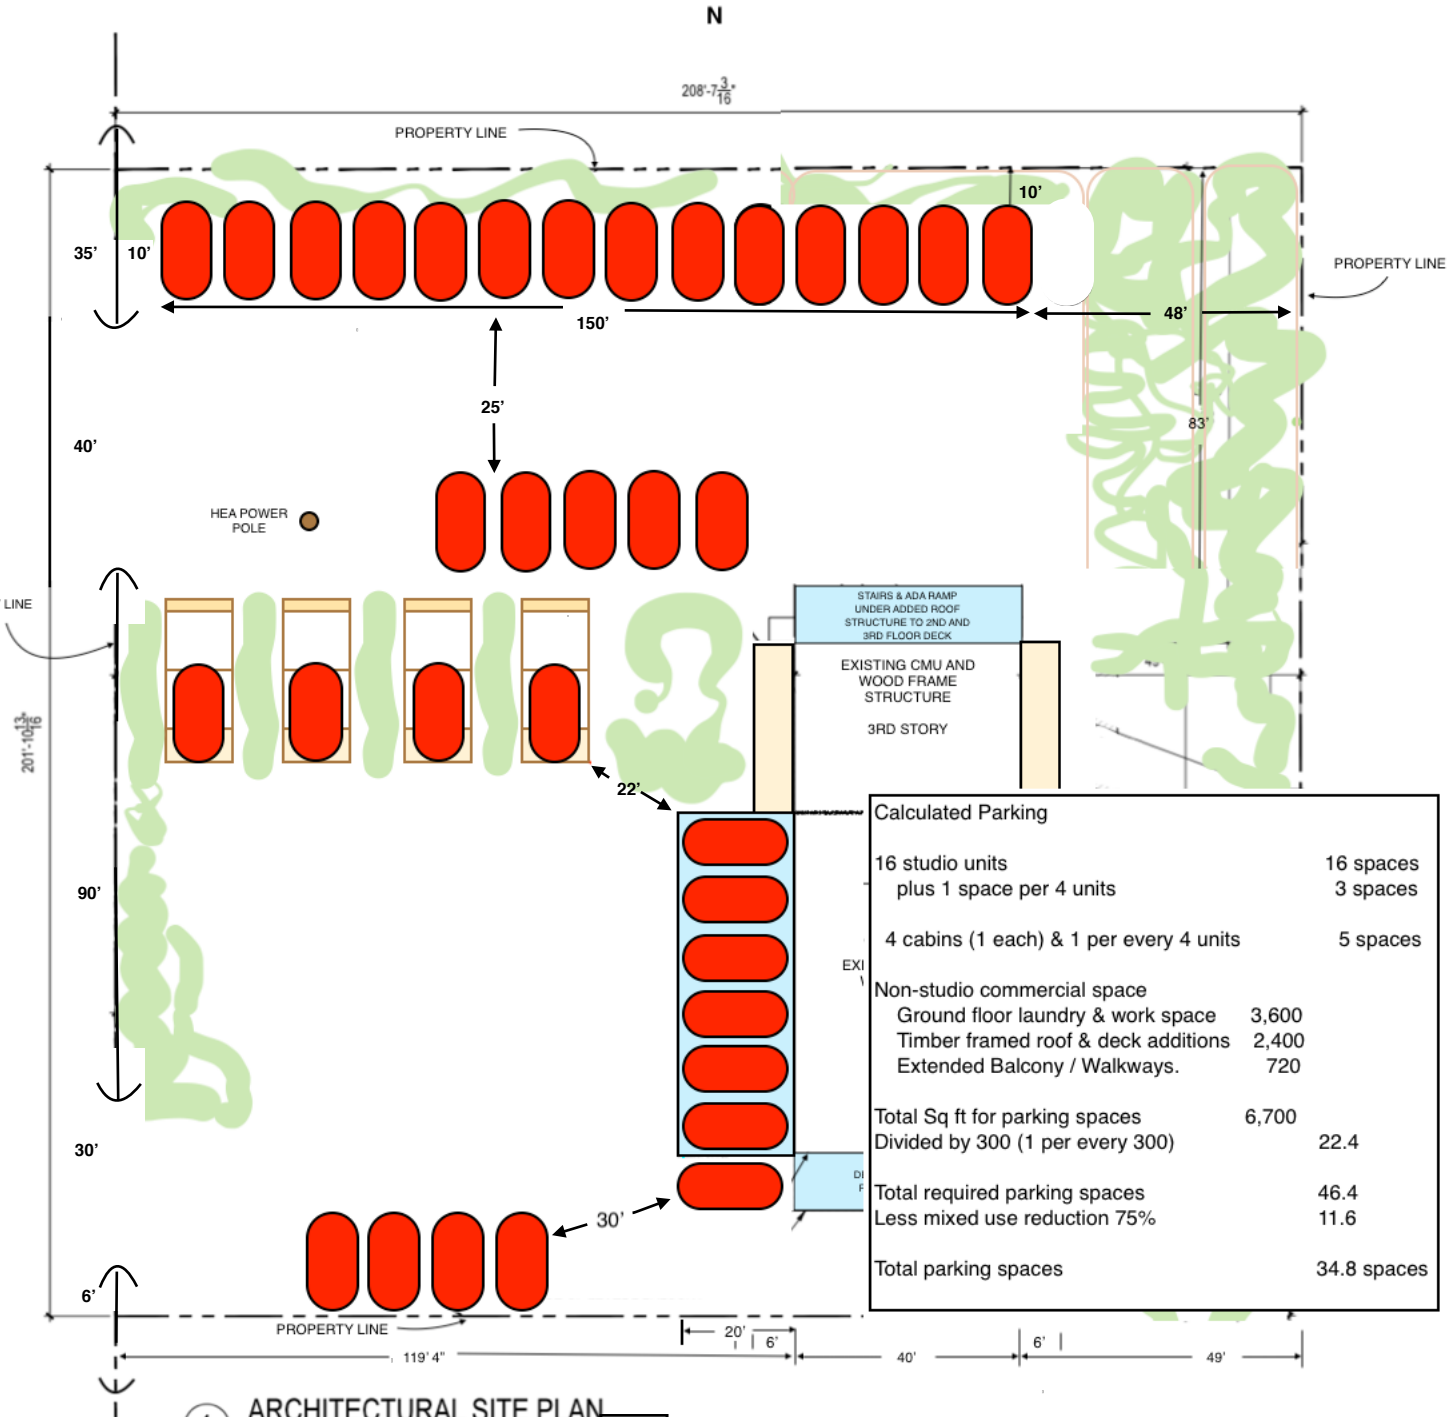 N
208'-7 3/16"
PROPERTY LINE
10'
35'
10'
PROPERTY LINE
150'
48'
25'
83'
40'
HEA POWER
POLE
LINE
STAIRS & ADA RAMP
UNDER ADDED ROOF
STRUCTURE TO 2ND AND
3RD FLOOR DECK
EXISTING CMU AND
WOOD FRAME
STRUCTURE
3RD STORY
201'-10 13/16"
22'
90'
EXI
Calculated Parking
16 studio units 16 spaces
plus 1 space per 4 units 3 spaces
4 cabins (1 each) & 1 per every 4 units 5 spaces
Non-studio commercial space
Ground floor laundry & work space 3,600
Timber framed roof & deck additions 2,400
Extended Balcony / Walkways. 720
Total Sq ft for parking spaces 6,700
Divided by 300 (1 per every 300) 22.4
Total required parking spaces 46.4
Less mixed use reduction 75% 11.6
Total parking spaces 34.8 spaces
30'
30'
6'
PROPERTY LINE
20'
6'
6'
119' 4"
40'
49'
ARCHITECTURAL SITE PLAN